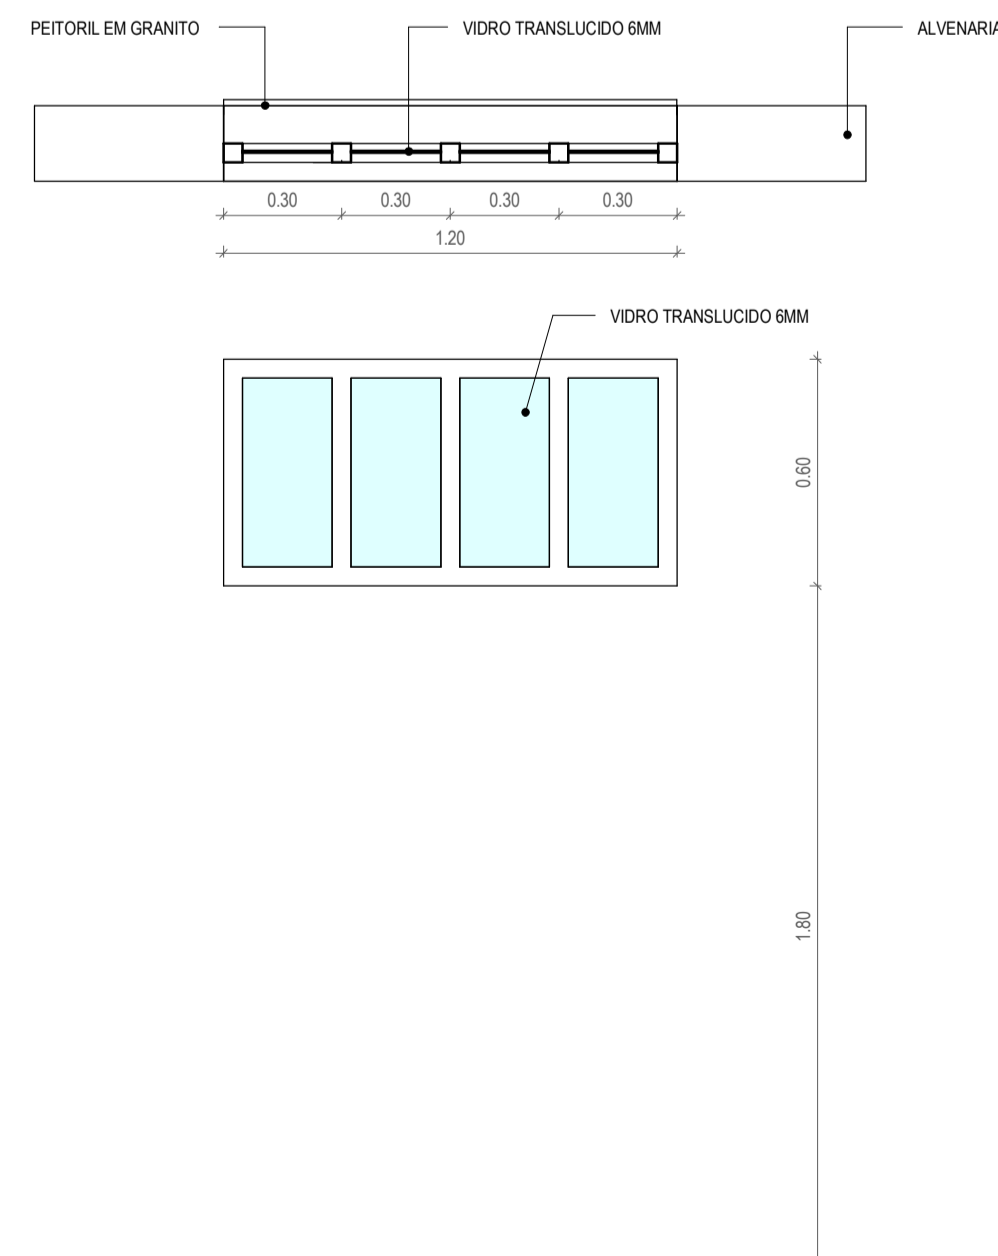 PEITORIL EM GRANITO
VIDRO TRANSLUCIDO 6MM
ALVENARIA
0.30
0.30
0.30
0.30
1.20
VIDRO TRANSLUCIDO 6MM
0.60
1.80